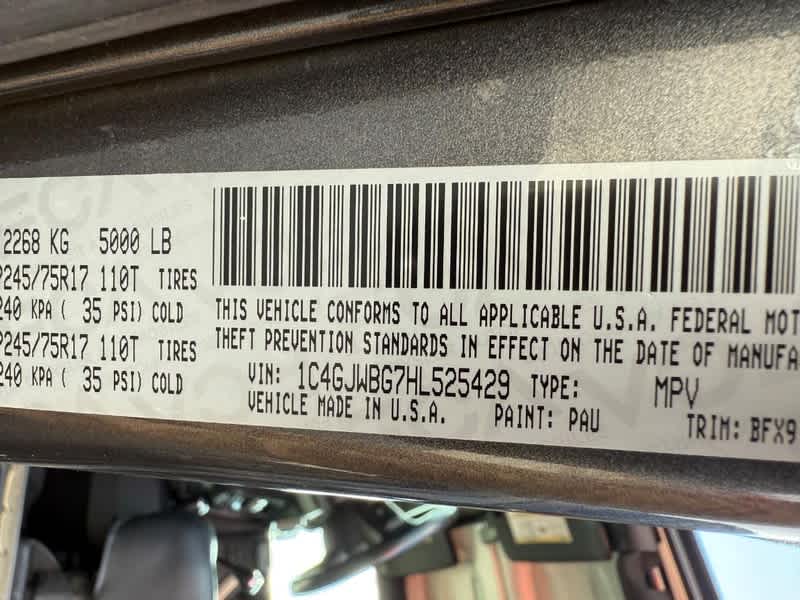 2268 KG 5000 LB
P245/75R17 110T TIRES
240 KPA ( 35 PSI) COLD
P245/75R17 110T TIRES
240 KPA ( 35 PSI) COLD
THIS VEHICLE CONFORMS TO ALL APPLICABLE U.S.A. FEDERAL MOT
THEFT PREVENTION STANDARDS IN EFFECT ON THE DATE OF MANUFA
VIN: 1C4GJWBG7HL525429 TYPE: MPV
VEHICLE MADE IN U.S.A. PAINT: PAU TRIM: BFX9